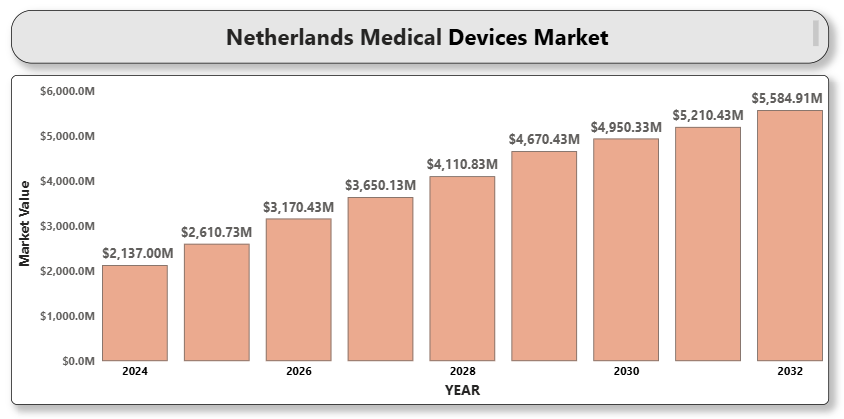 Netherlands Medical Devices Market
$6,000.0M
$5,000.0M
$4,000.0M
$3,000.0M
$2,000.0M
$1,000.0M
$0.0M
Market Value
$2,137.00M
$2,610.73M
$3,170.43M
$3,650.13M
$4,110.83M
$4,670.43M
$4,950.33M
$5,210.43M
$5,584.91M
2024
2026
2028
2030
2032
YEAR